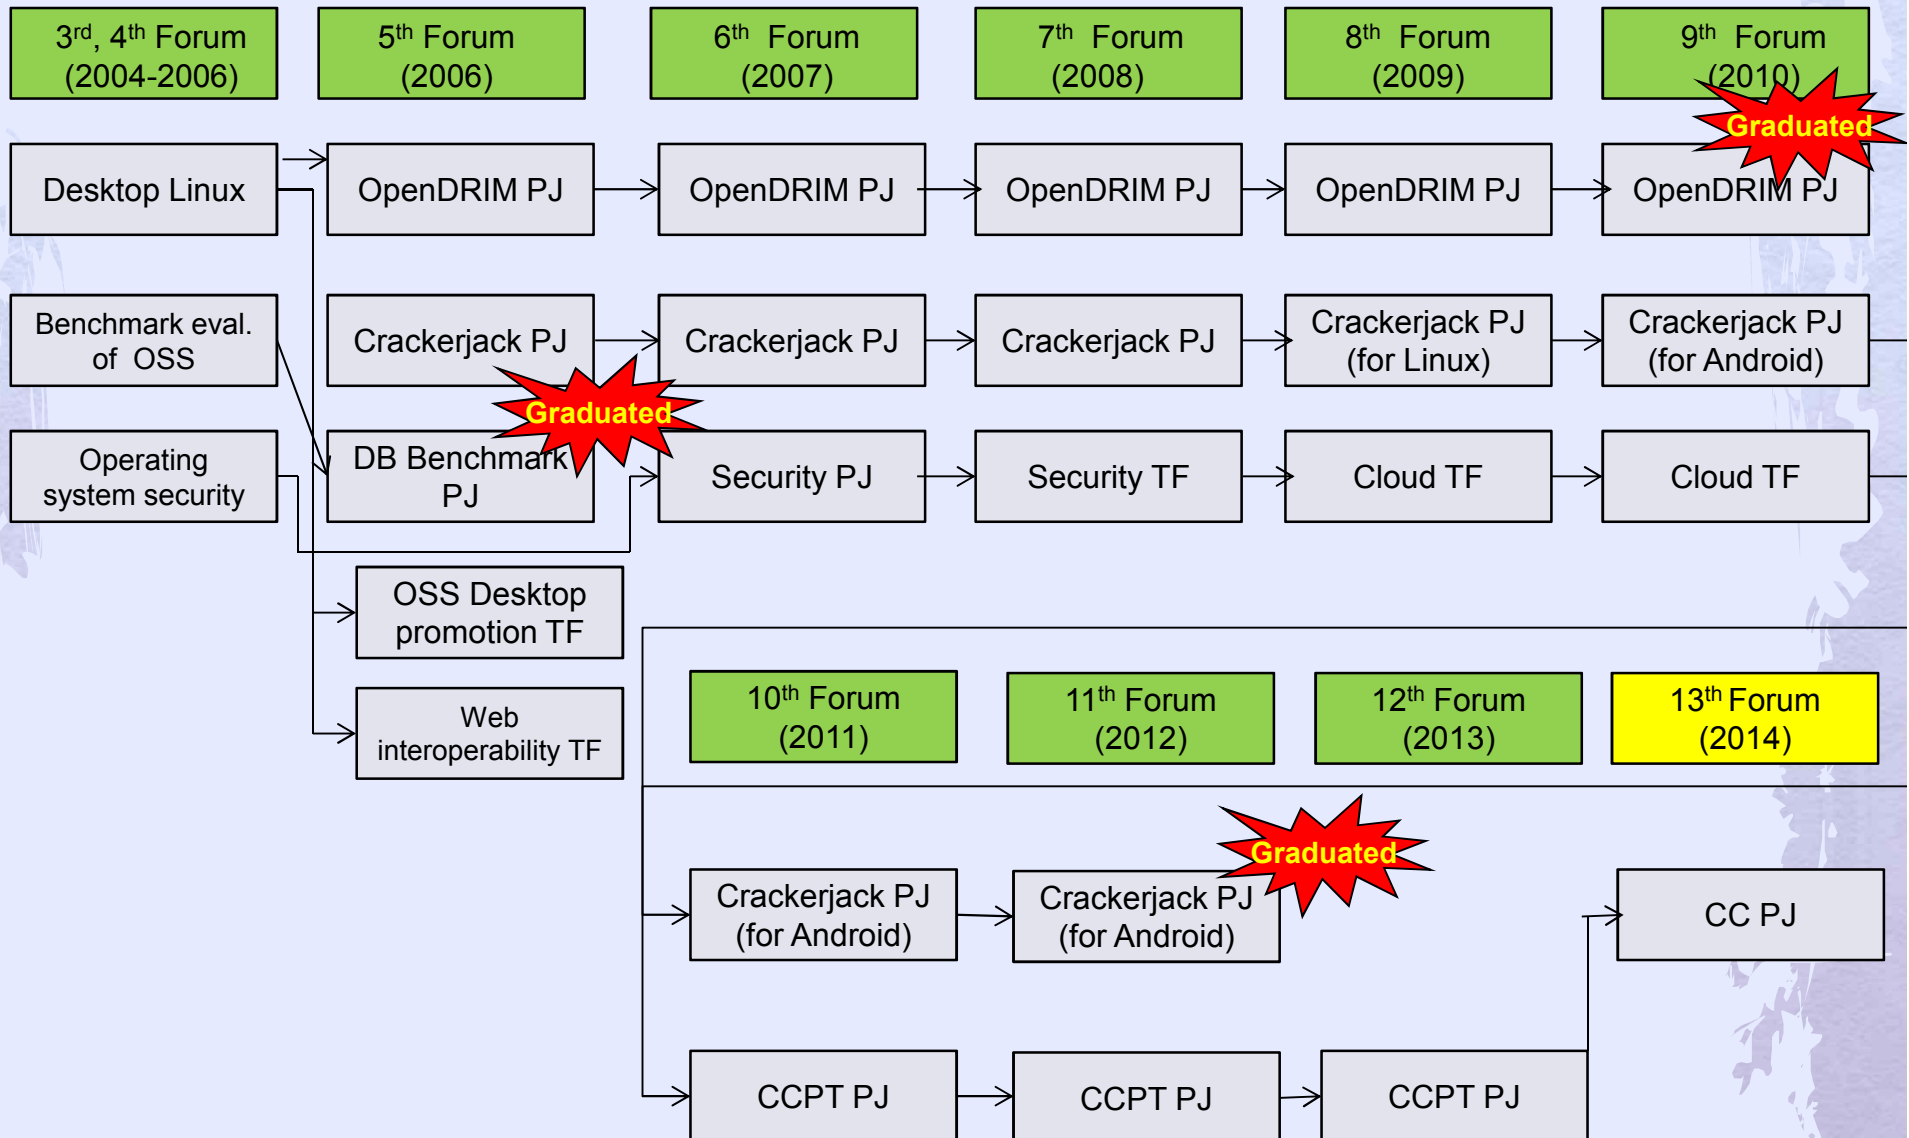 3rd, 4th Forum
(2004-2006)
5th Forum
(2006)
6th Forum
(2007)
7th Forum
(2008)
8th Forum
(2009)
9th Forum
(2010)
Graduated
Desktop Linux
OpenDRIM PJ
OpenDRIM PJ
OpenDRIM PJ
OpenDRIM PJ
OpenDRIM PJ
Benchmark eval.
of OSS
Crackerjack PJ
Crackerjack PJ
Crackerjack PJ
Crackerjack PJ
(for Linux)
Crackerjack PJ
(for Android)
Graduated
Operating
system security
DB Benchmark
PJ
Security PJ
Security TF
Cloud TF
Cloud TF
OSS Desktop
promotion TF
Web
interoperability TF
10th Forum
(2011)
11th Forum
(2012)
12th Forum
(2013)
13th Forum
(2014)
Graduated
Crackerjack PJ
(for Android)
Crackerjack PJ
(for Android)
CC PJ
CCPT PJ
CCPT PJ
CCPT PJ